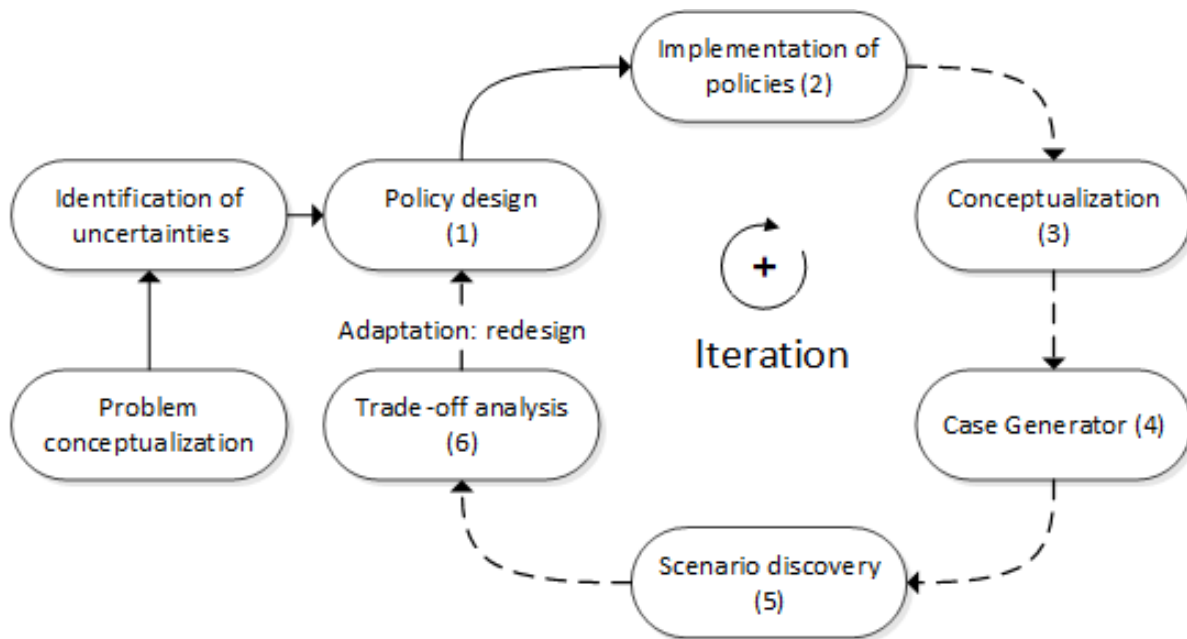 Implementation of
policies (2)
Identification of
uncertainties
Policy design
(1)
Conceptualization
(3)
+
Iteration
Adaptation: redesign
Problem
conceptualization
Trade-off analysis
(6)
Case Generator (4)
Scenario discovery
(5)